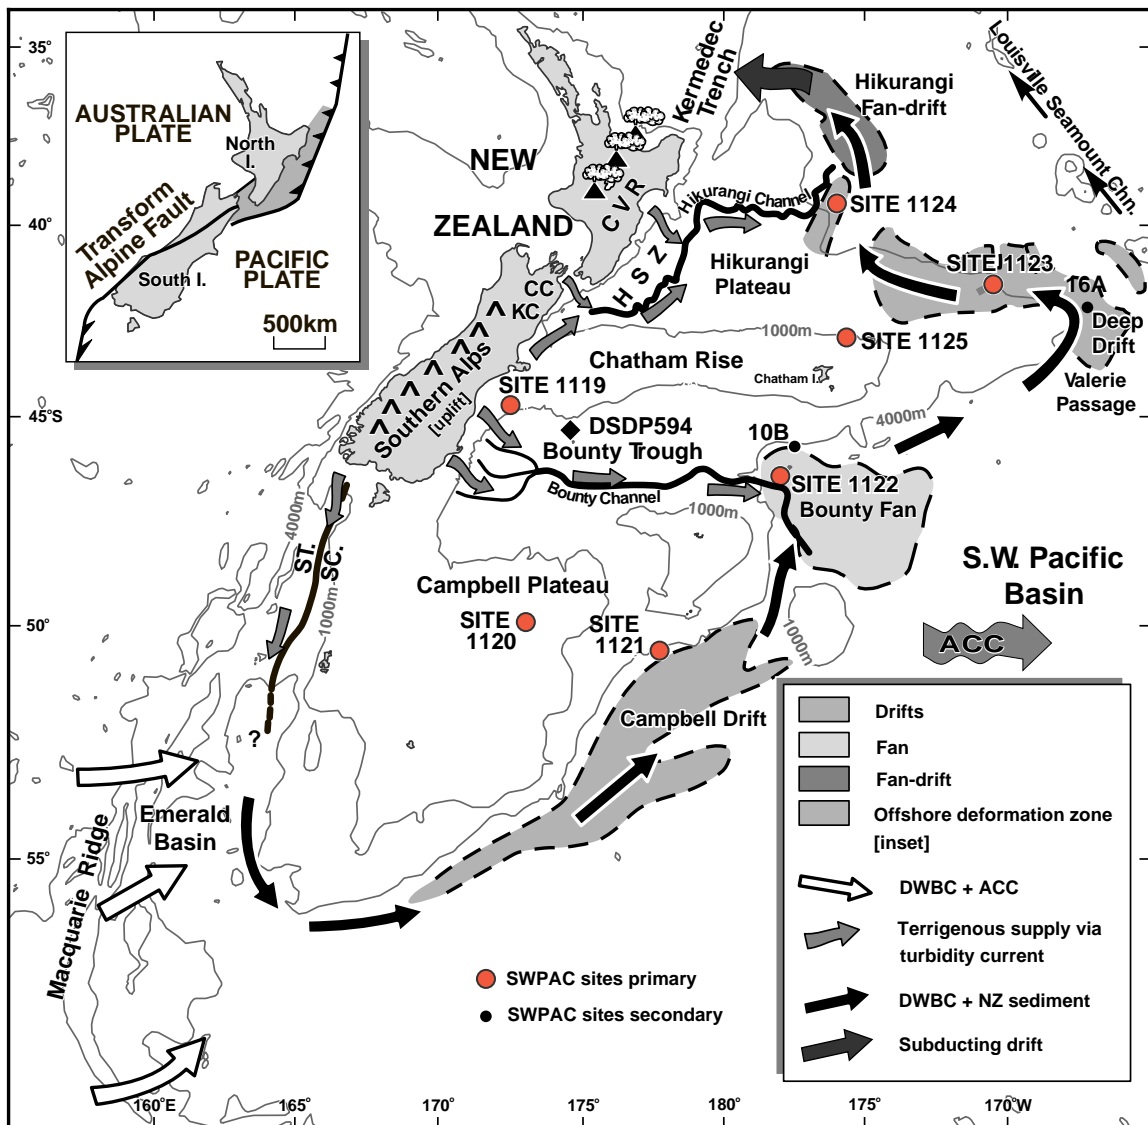 35°
40°
45°S
50°
55°
160°E
165°
170°
175°
180°
175°
170°W
AUSTRALIAN
PLATE
North
I.
Transform
Alpine Fault
South I.
PACIFIC
PLATE
500km
NEW
ZEALAND
Kermedec
Trench
Hikurangi
Fan-drift
Louisville Seamount Chn.
CVR
Hikurangi Channel
SITE 1124
HSZ
Hikurangi
Plateau
CC
KC
SITE 1123
16A
Deep
Drift
1000m
SITE 1125
Chatham Rise
Chatham I.
Valerie
Passage
Southern Alps
[uplift]
SITE 1119
DSDP594
Bounty Trough
4000m
10B
SITE 1122
Bounty Fan
Bounty Channel
1000m
4000m
ST.
SC.
1000m
S.W. Pacific
Basin
Campbell Plateau
SITE
1120
SITE
1121
1000m
ACC
Campbell Drift
?
Emerald
Basin
Macquarie Ridge
SWPAC sites primary
SWPAC sites secondary
Drifts
Fan
Fan-drift
Offshore deformation zone
[inset]
DWBC + ACC
Terrigenous supply via
turbidity current
DWBC + NZ sediment
Subducting drift